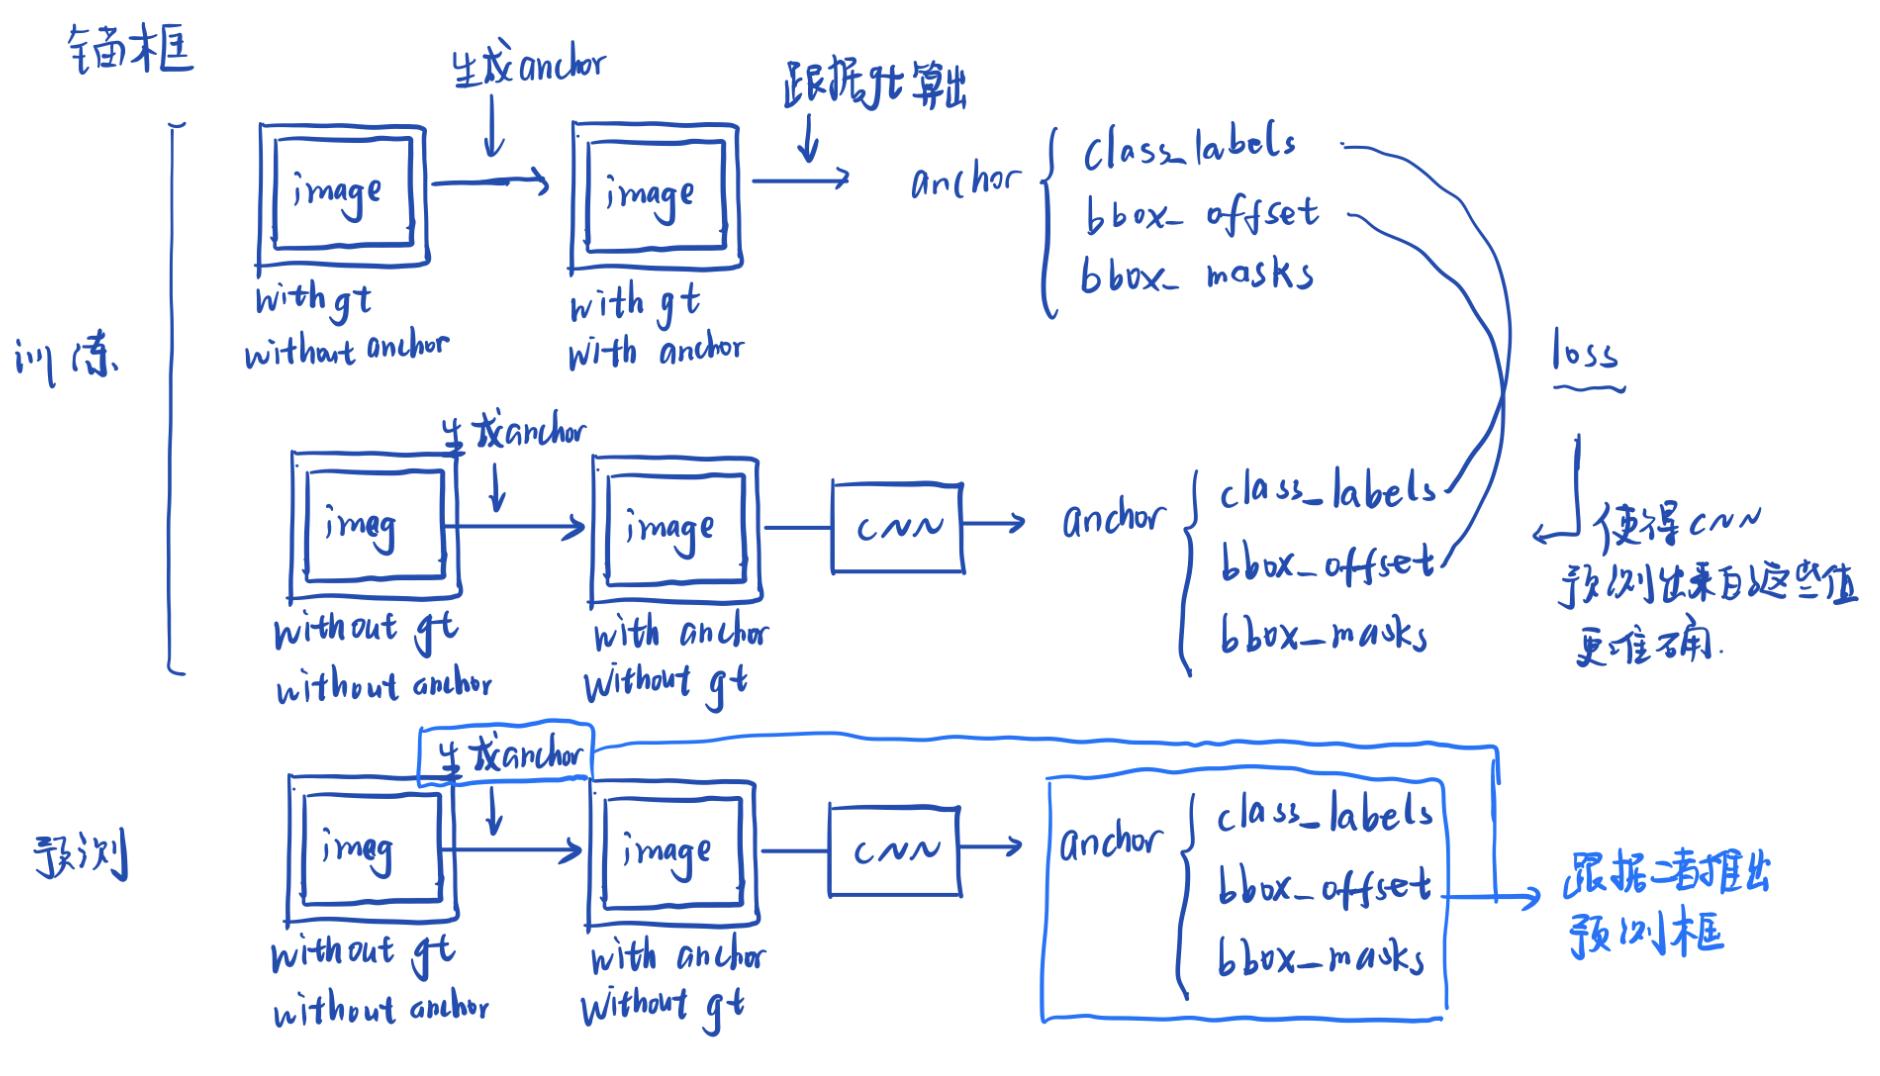 锚框
生成anchor
跟据gt算出
image
image
anchor
class_labels
bbox_offset
bbox_masks
with gt
without anchor
with gt
with anchor
训练
loss
生成anchor
imeg
image
CNN
anchor
class_labels
bbox_offset
bbox_masks
without gt
without anchor
with anchor
without gt
使得CNN
预测出来的这些值
更准确.
预测
生成anchor
imeg
image
CNN
anchor
class_labels
bbox_offset
bbox_masks
without gt
without anchor
with anchor
without gt
跟据二者推出
预测框